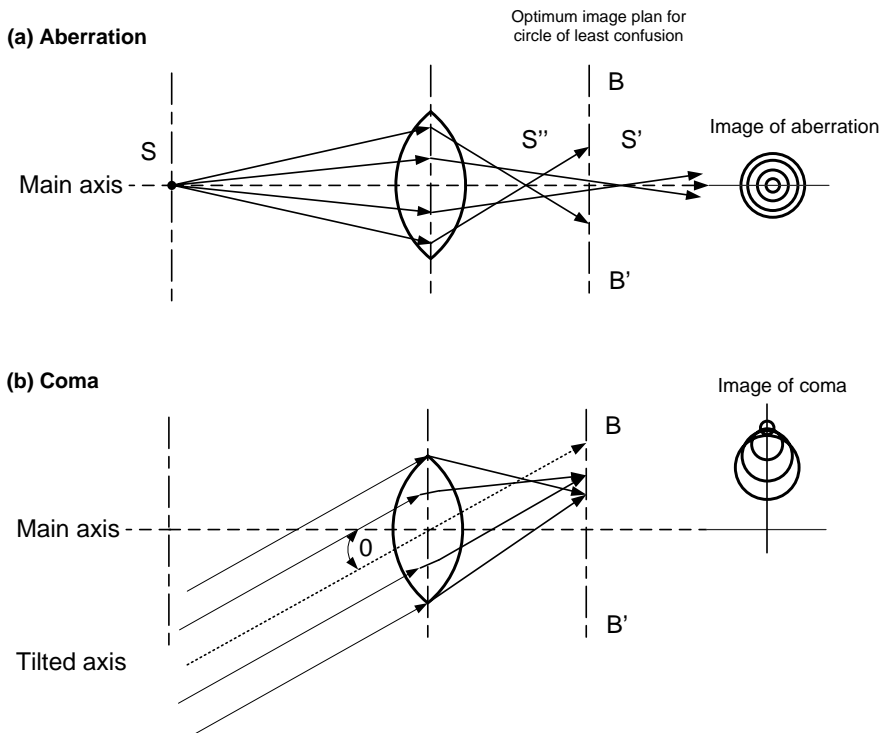 Optimum image plan for
circle of least confusion
(a) Aberration
B
S
S''
S'
Image of aberration
Main axis
B'
(b) Coma
Image of coma
B
Main axis
0
B'
Tilted axis